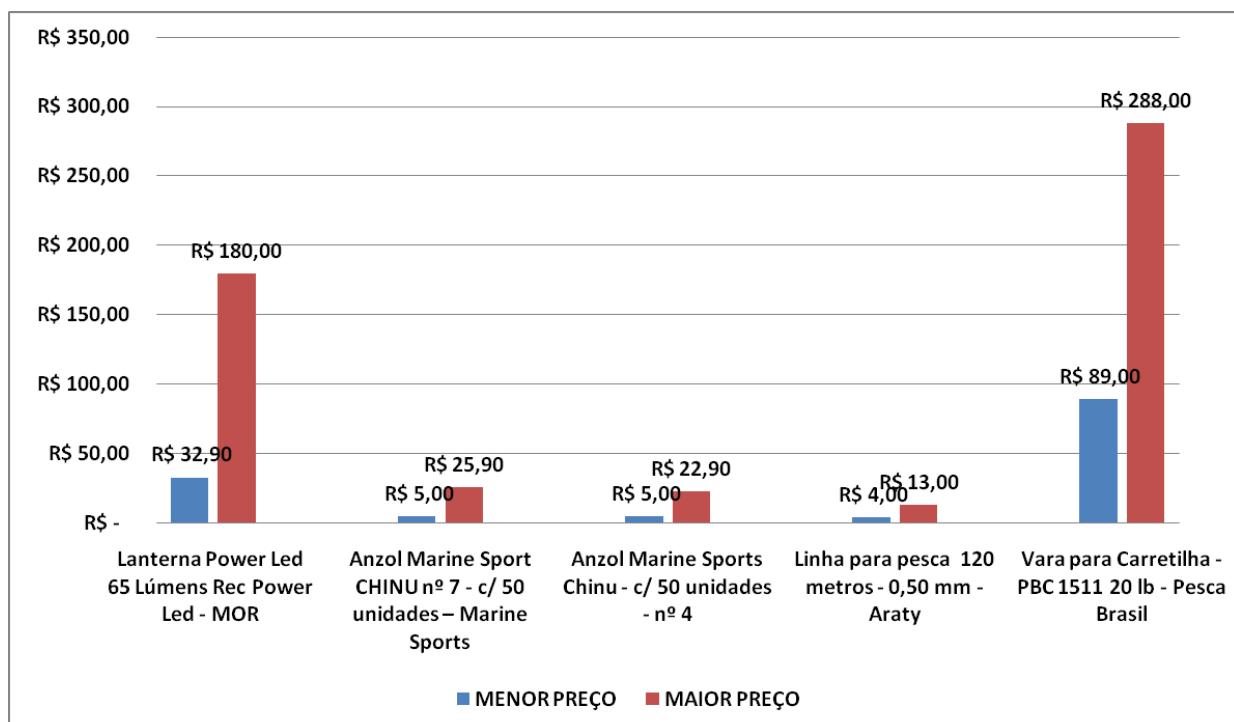 R$ 350,00
R$ 300,00
R$ 250,00
R$ 200,00
R$ 150,00
R$ 100,00
R$ 50,00
R$ -
R$ 32,90
R$ 180,00
R$ 5,00
R$ 25,90
R$ 5,00
R$ 22,90
R$ 4,00
R$ 13,00
R$ 89,00
R$ 288,00
Lanterna Power Led
65 Lúmens Rec Power
Led - MOR
Anzol Marine Sport
CHINU nº 7 - c/ 50
unidades – Marine
Sports
Anzol Marine Sports
Chinu - c/ 50 unidades
- nº 4
Linha para pesca 120
metros - 0,50 mm -
Araty
Vara para Carretilha -
PBC 1511 20 lb - Pesca
Brasil
MENOR PREÇO
MAIOR PREÇO